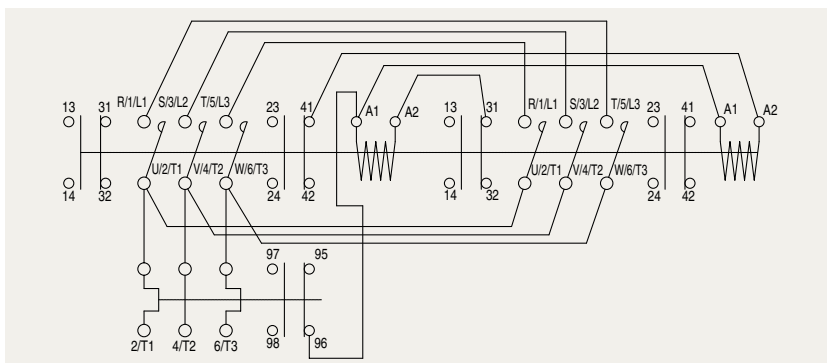 13 31 R/1/L1 S/3/L2 T/5/L3 23 41 A1 A2 13 31 R/1/L1 S/3/L2 T/5/L3 23 41 A1 A2
14 32 U/2/T1 V/4/T2 W/6/T3 24 42 14 32 U/2/T1 V/4/T2 W/6/T3 24 42
97 95
2/T1 4/T2 6/T3 98 96